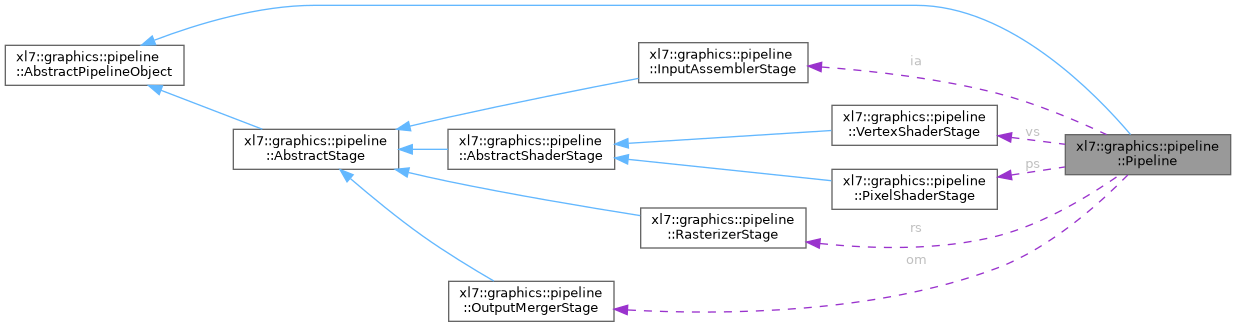 xl7::graphics::pipeline
::AbstractPipelineObject
xl7::graphics::pipeline
::AbstractStage
xl7::graphics::pipeline
::InputAssemblerStage
xl7::graphics::pipeline
::AbstractShaderStage
xl7::graphics::pipeline
::VertexShaderStage
xl7::graphics::pipeline
::PixelShaderStage
xl7::graphics::pipeline
::RasterizerStage
xl7::graphics::pipeline
::OutputMergerStage
ia
vs
ps
rs
om
xl7::graphics::pipeline
::Pipeline